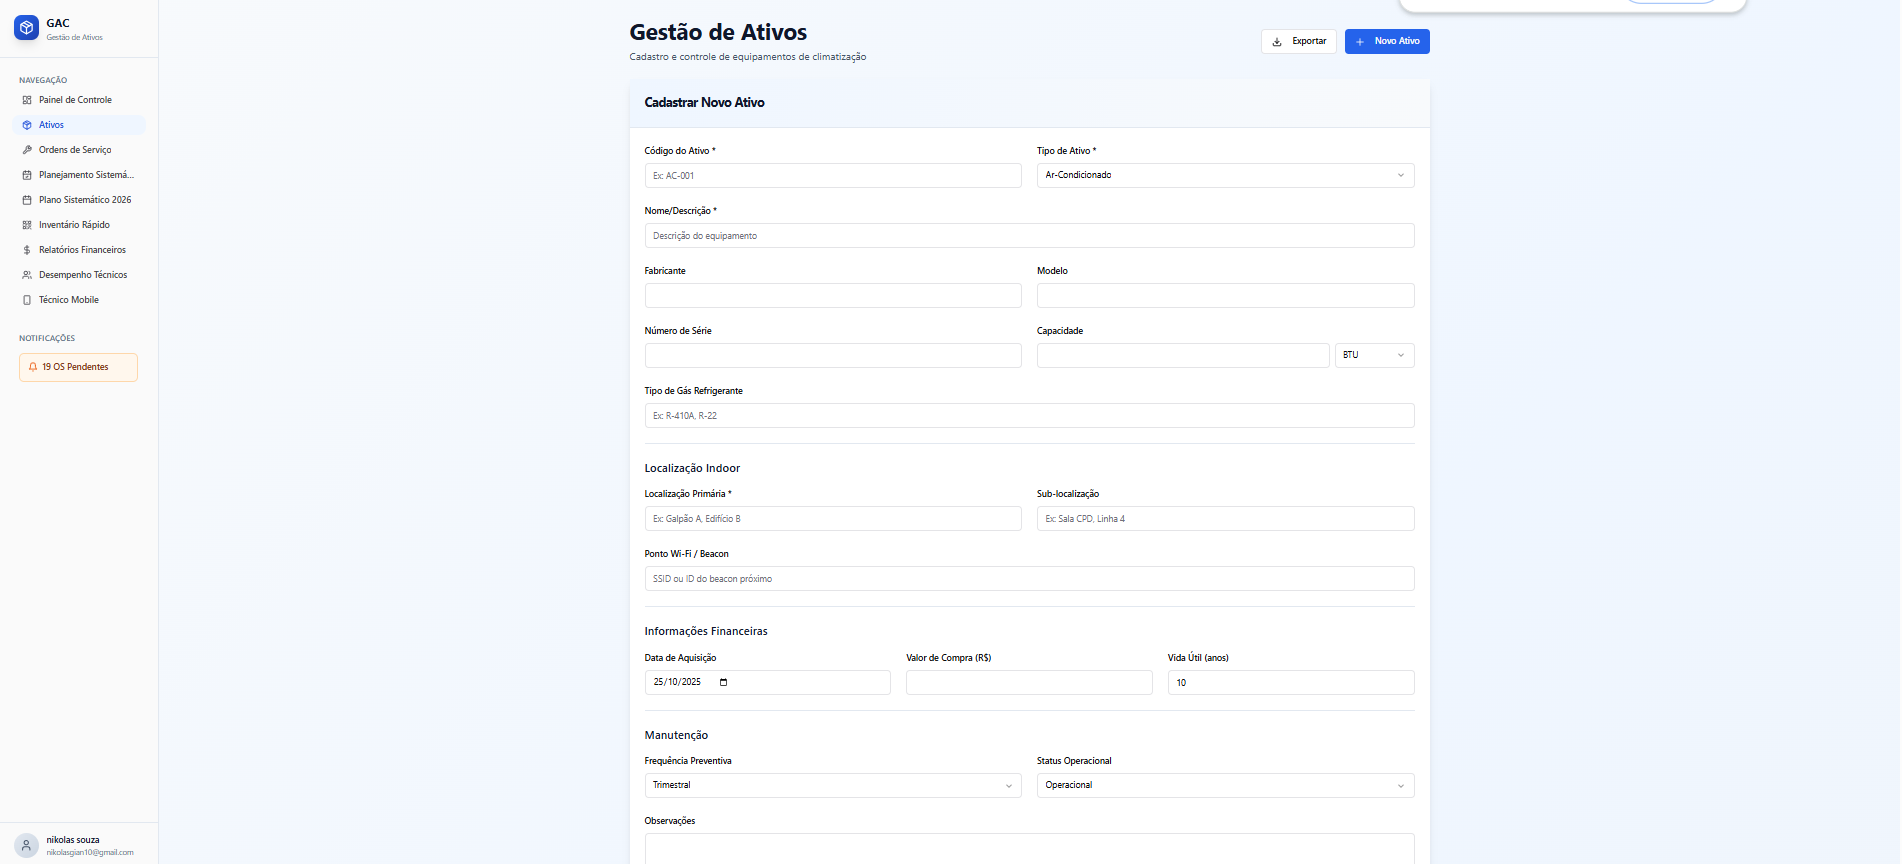 GAC
Gestão de Ativos
NAVEGAÇÃO
Painel de Controle
Ativos
Ordens de Serviço
Planejamento Sistemá...
Plano Sistemático 2026
Inventário Rápido
Relatórios Financeiros
Desempenho Técnicos
Técnico Mobile
NOTIFICAÇÕES
19 OS Pendentes
nikolas souza
nikolasgian10@gmail.com
Gestão de Ativos
Cadastro e controle de equipamentos de climatização
Exportar
Novo Ativo
Cadastrar Novo Ativo
Código do Ativo * Tipo de Ativo *
Ex: AC-001 Ar-Condicionado
Nome/Descrição *
Descrição do equipamento
Fabricante Modelo
Número de Série Capacidade
BTU
Tipo de Gás Refrigerante
Ex: R-410A, R-22
Localização Indoor
Localização Primária * Sub-localização
Ex: Galpão A, Edifício B Ex: Sala CPD, Linha 4
Ponto Wi-Fi / Beacon
SSID ou ID do beacon próximo
Informações Financeiras
Data de Aquisição Valor de Compra (R$) Vida Útil (anos)
25/10/2025 10
Manutenção
Frequência Preventiva Status Operacional
Trimestral Operacional
Observações